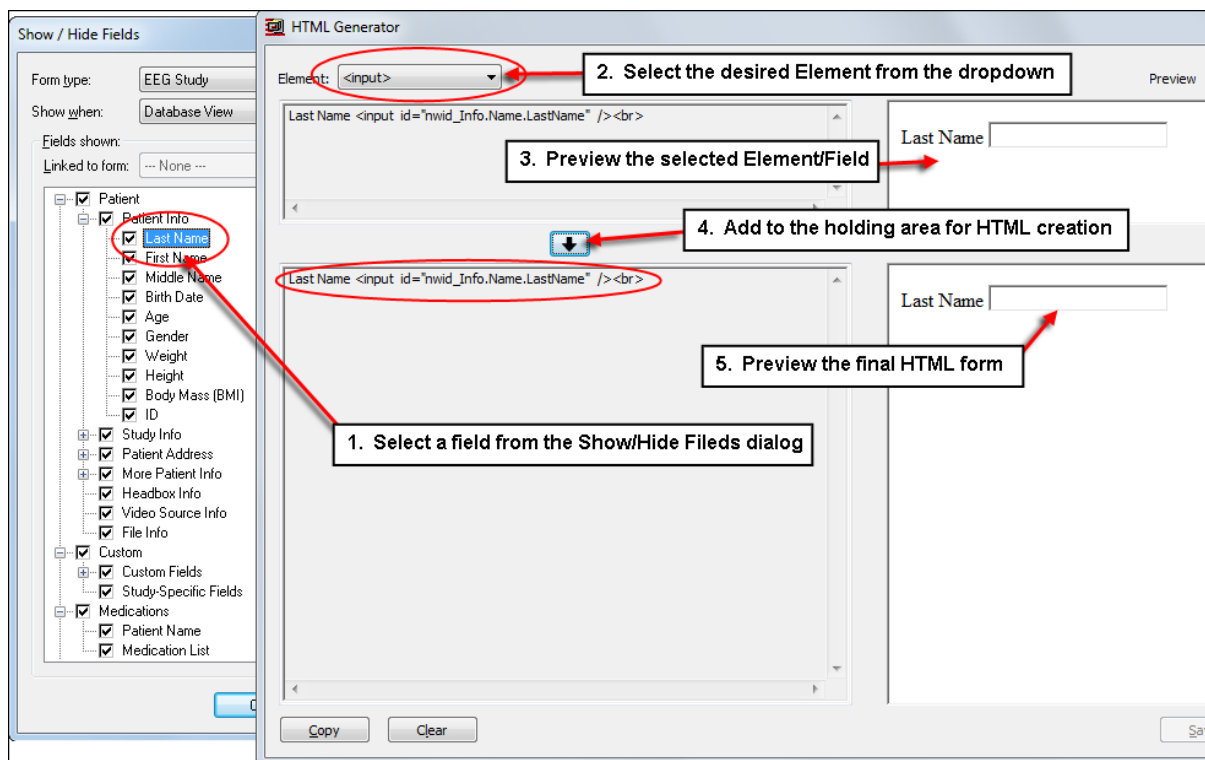 Show / Hide Fields
Form type: EEG Study
Show when: Database View
Fields shown:
Linked to form: --- None ---
Patient
Patient Info
Last Name
First Name
Middle Name
Birth Date
Age
Gender
Weight
Height
Body Mass (BMI)
ID
Study Info
Patient Address
More Patient Info
Headbox Info
Video Source Info
File Info
Custom
Custom Fields
Study-Specific Fields
Medications
Patient Name
Medication List
HTML Generator
Element: <input>
2. Select the desired Element from the dropdown
Preview
Last Name <input id="nwid_Info.Name.LastName" /><br>
Last Name
3. Preview the selected Element/Field
4. Add to the holding area for HTML creation
Last Name <input id="nwid_Info.Name.LastName" /><br>
Last Name
5. Preview the final HTML form
1. Select a field from the Show/Hide Fileds dialog
Copy
Clear